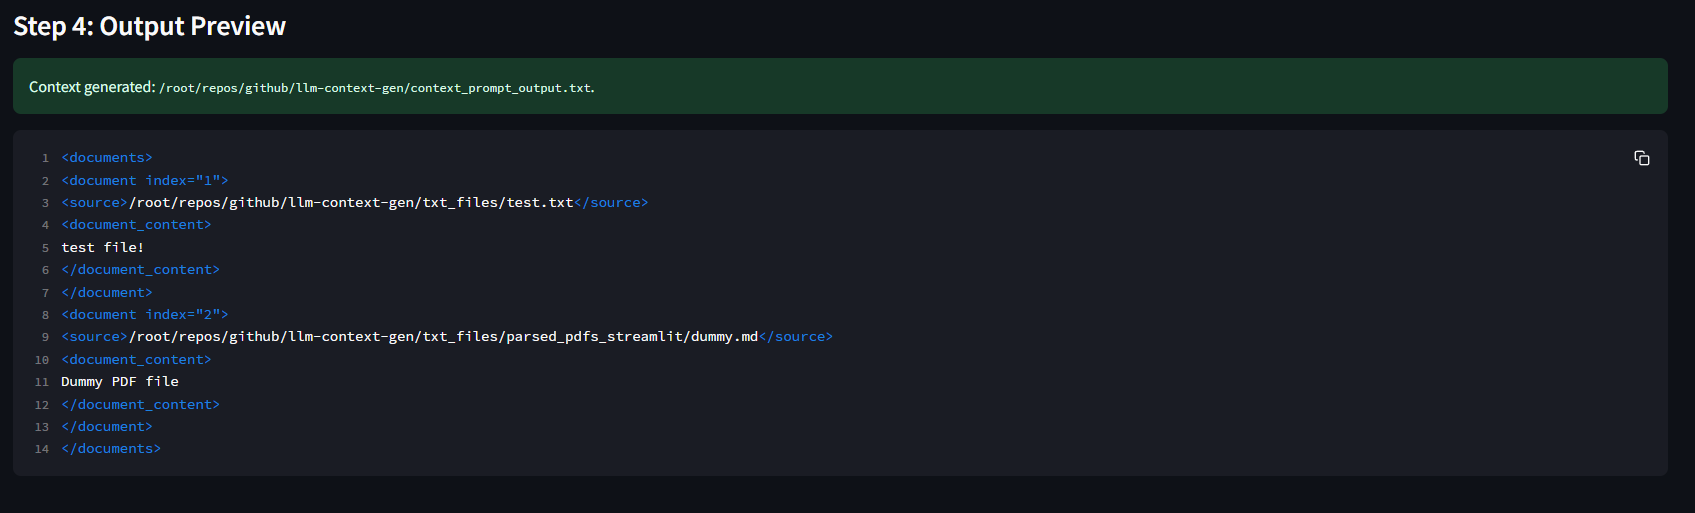 Step 4: Output Preview
Context generated: /root/repos/github/llm-context-gen/context_prompt_output.txt.
1 <documents>
2 <document index="1">
3 <source>/root/repos/github/llm-context-gen/txt_files/test.txt</source>
4 <document_content>
5 test file!
6 </document_content>
7 </document>
8 <document index="2">
9 <source>/root/repos/github/llm-context-gen/txt_files/parsed_pdfs_streamlit/dummy.md</source>
10 <document_content>
11 Dummy PDF file
12 </document_content>
13 </document>
14 </documents>